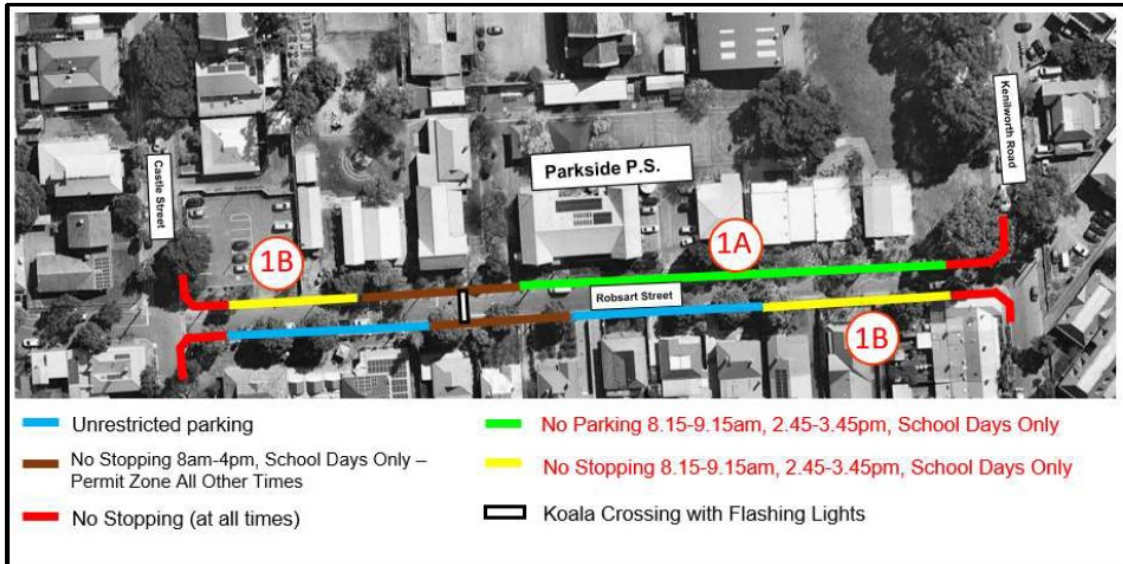 Castle Street
Kenilworth Road
Parkside P.S.
1B
1A
Robsart Street
1B
Unrestricted parking
No Stopping 8am-4pm, School Days Only –
Permit Zone All Other Times
No Stopping (at all times)
No Parking 8.15-9.15am, 2.45-3.45pm, School Days Only
No Stopping 8.15-9.15am, 2.45-3.45pm, School Days Only
Koala Crossing with Flashing Lights